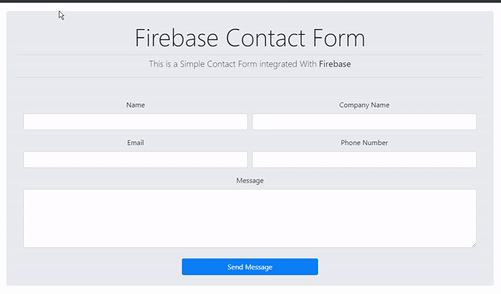 Firebase Contact Form
This is a Simple Contact Form integrated With Firebase
Name Company Name
Email Phone Number
Message
Send Message